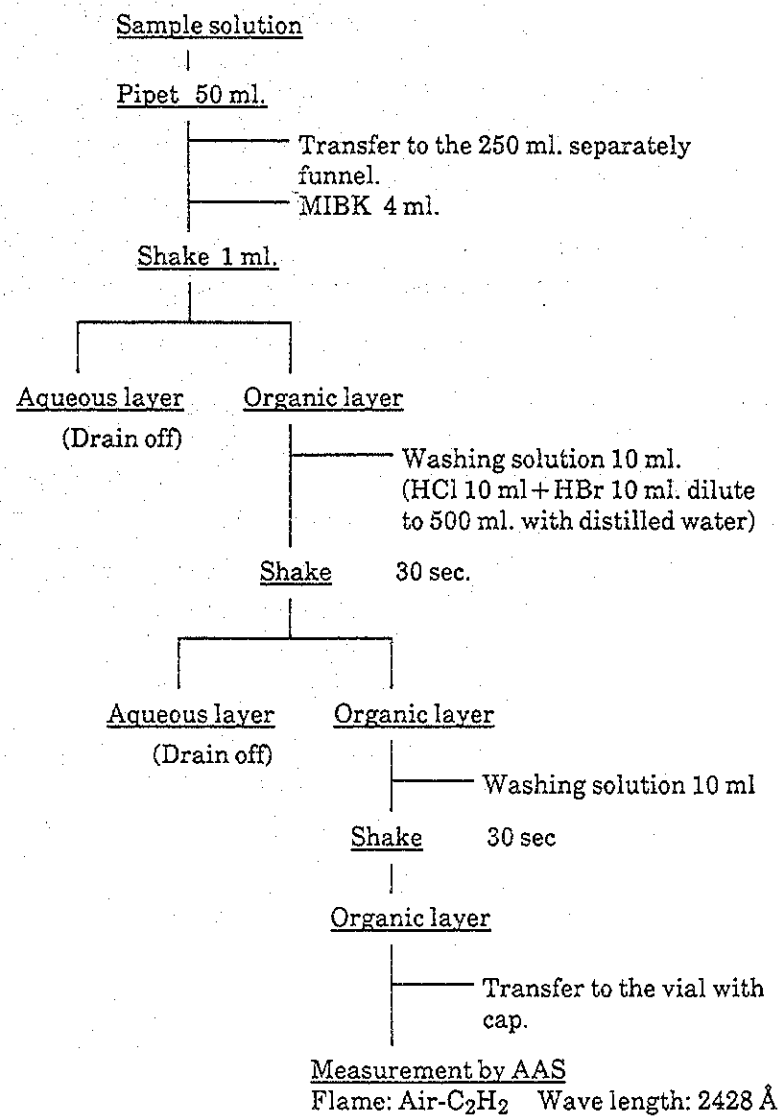 Sample solution
Pipet 50 ml.
Transfer to the 250 ml. separately
funnel.
MIBK 4 ml.
Shake 1 ml.
Aqueous layer
(Drain off)
Organic layer
Washing solution 10 ml.
(HCl 10 ml+HBr 10 ml. dilute
to 500 ml. with distilled water)
Shake 30 sec.
Aqueous layer
(Drain off)
Organic layer
Washing solution 10 ml
Shake 30 sec
Organic layer
Transfer to the vial with
cap.
Measurement by AAS
Flame: Air-C₂H₂ Wave length: 2428 Å